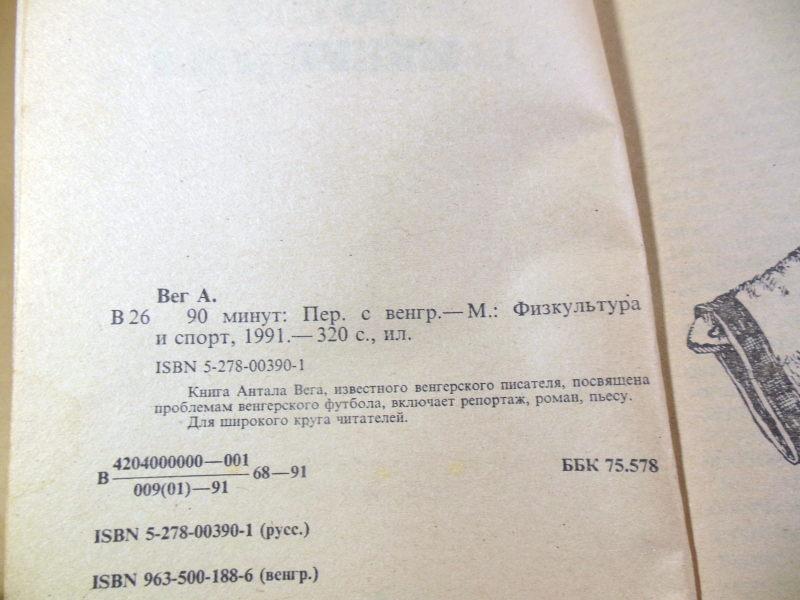 Вег А.
В 26 90 минут: Пер. с венгр.— М.: Физкультура
и спорт, 1991.— 320 с., ил.
ISBN 5-278-00390-1
Книга Антала Вега, известного венгерского писателя, посвящена
проблемам венгерского футбола, включает репортаж, роман, пьесу.
Для широкого круга читателей.
В 4204000000—001 68—91 ББК 75.578
009(01)—91
ISBN 5-278-00390-1 (русс.)
ISBN 963-500-188-6 (венгр.)